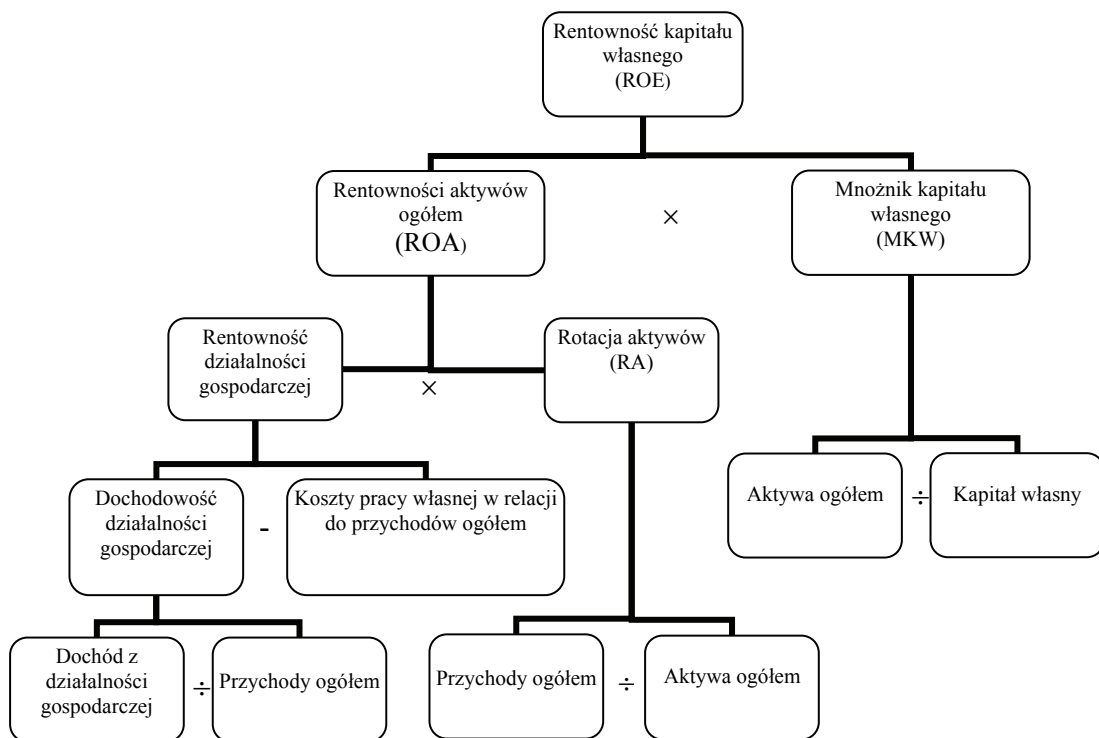 Rentowność kapitału
własnego
(ROE)
Rentowności aktywów
ogółem
(ROA)
×
Mnożnik kapitału
własnego
(MKW)
Rentowność
działalności
gospodarczej
×
Rotacja aktywów
(RA)
Dochodowość
działalności
gospodarczej
-
Koszty pracy własnej w relacji
do przychodów ogółem
Aktywa ogółem
÷
Kapitał własny
Dochód z
działalności
gospodarczej
÷
Przychody ogółem
Przychody ogółem
÷
Aktywa ogółem